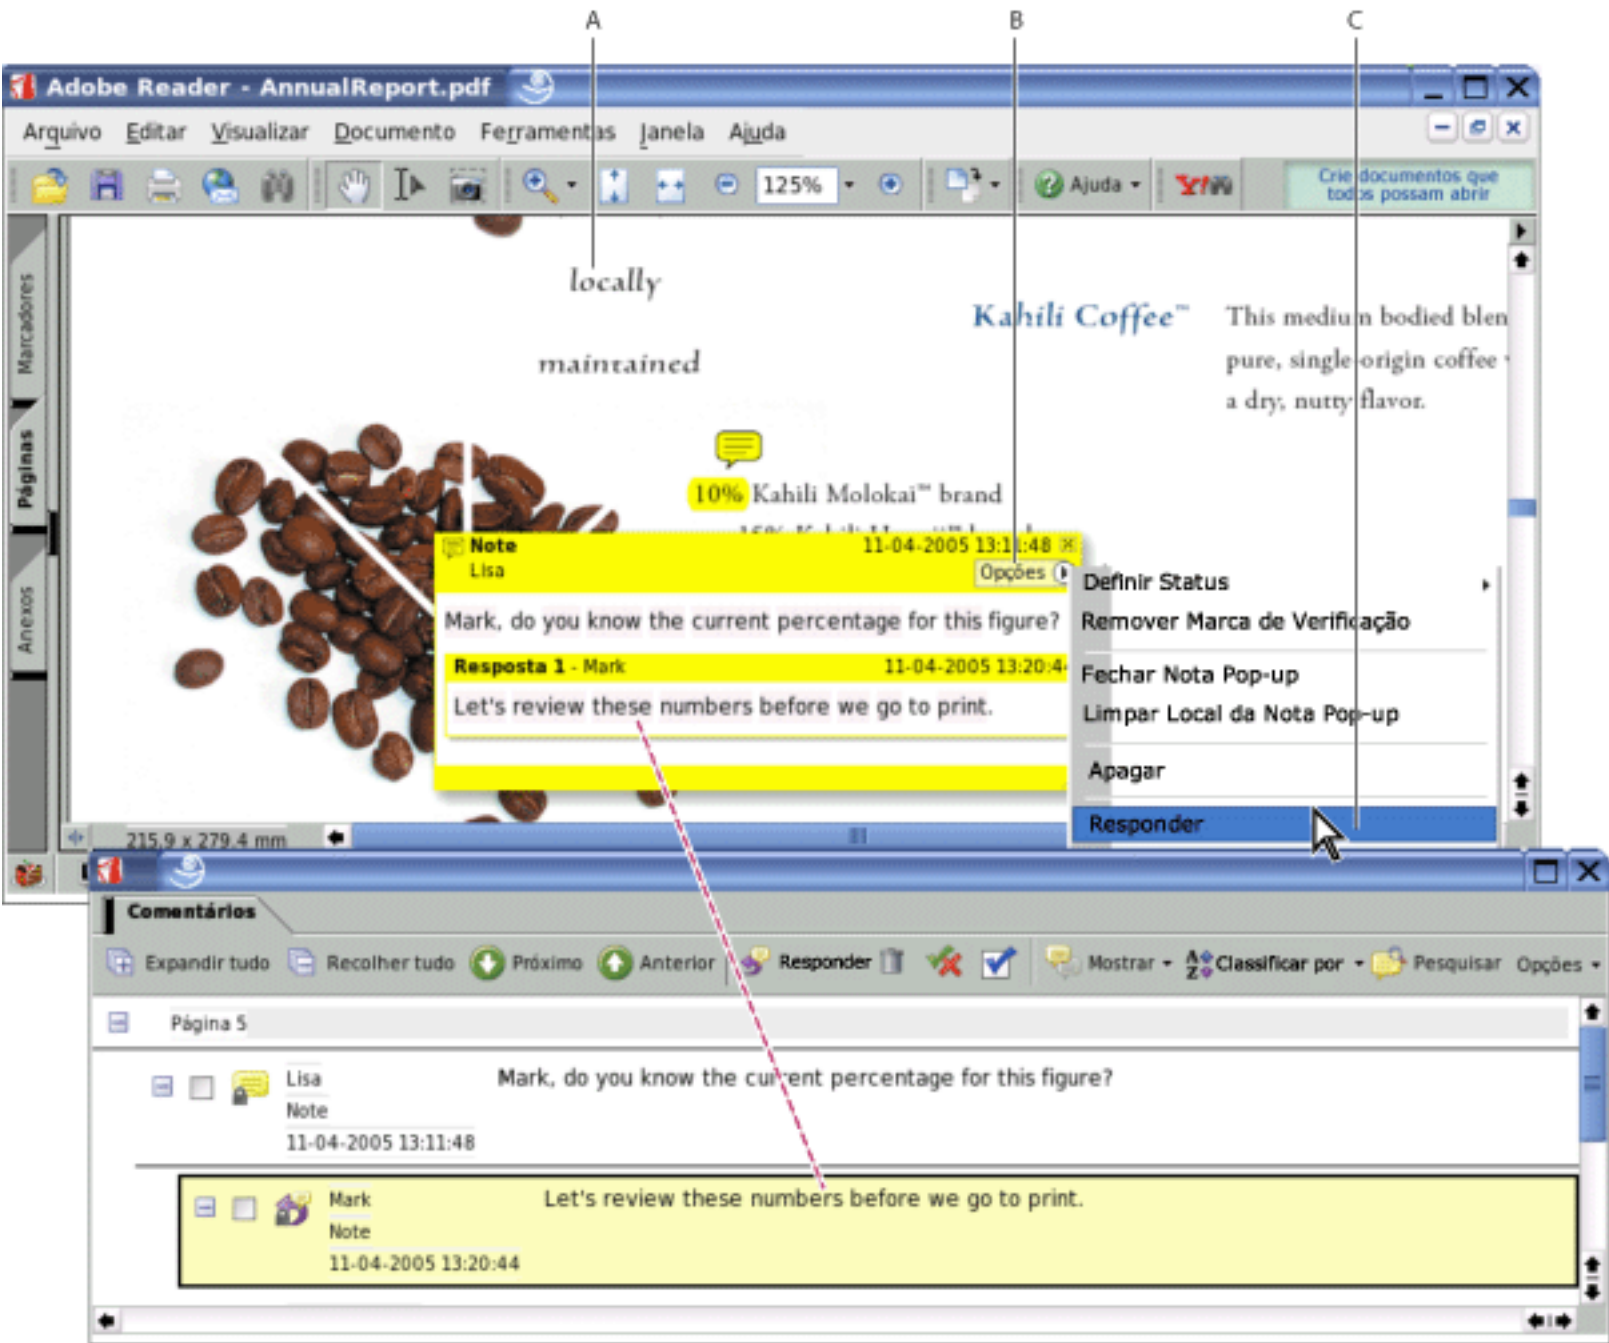 A B C
Adobe Reader - AnnualReport.pdf
Arquivo Editar Visualizar Documento Ferramentas Janela Ajuda
125% Ajuda Y! Crie documentos que
todos possam abrir
Marcadores
Páginas
Anexos
locally
maintained
Kahili Coffee™ This medium bodied blen
pure, single-origin coffee
a dry, nutty flavor.
10% Kahili Molokai™ brand
Note 11-04-2005 13:11:48
Lisa Opções
Mark, do you know the current percentage for this figure?
Resposta 1 - Mark 11-04-2005 13:20:4
Let's review these numbers before we go to print.
Definir Status
Remover Marca de Verificação
Fechar Nota Pop-up
Limpar Local da Nota Pop-up
Apagar
Responder
215,9 x 279,4 mm
Comentários
Expandir tudo Recolher tudo Próximo Anterior Responder Mostrar Classificar por Pesquisar Opções
Página 5
Lisa Mark, do you know the current percentage for this figure?
Note
11-04-2005 13:11:48
Mark Let's review these numbers before we go to print.
Note
11-04-2005 13:20:44